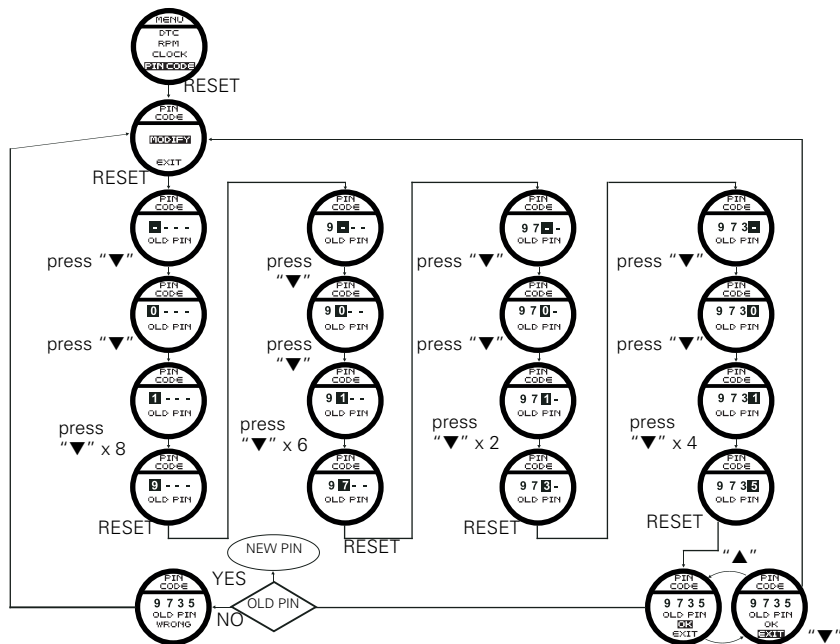 MENU
DTC
RPM
CLOCK
PIN CODE
RESET
PIN
CODE
MODIFY
EXIT
RESET
PIN
CODE
- - - -
OLD PIN
press “▼”
PIN
CODE
0 - - -
OLD PIN
press “▼”
PIN
CODE
1 - - -
OLD PIN
press
“▼” x 8
PIN
CODE
9 - - -
OLD PIN
RESET
PIN
CODE
9 - - -
OLD PIN
press
“▼”
PIN
CODE
9 0 - -
OLD PIN
press
“▼”
PIN
CODE
9 1 - -
OLD PIN
press
“▼” x 6
PIN
CODE
9 7 - -
OLD PIN
RESET
PIN
CODE
9 7 - -
OLD PIN
press “▼”
PIN
CODE
9 7 0 -
OLD PIN
press “▼”
PIN
CODE
9 7 1 -
OLD PIN
press
“▼” x 2
PIN
CODE
9 7 3 -
OLD PIN
RESET
PIN
CODE
9 7 3 -
OLD PIN
press “▼”
PIN
CODE
9 7 3 0
OLD PIN
press “▼”
PIN
CODE
9 7 3 1
OLD PIN
press
“▼” x 4
PIN
CODE
9 7 3 5
OLD PIN
RESET
“▲”
PIN
CODE
9 7 3 5
OLD PIN
OK
EXIT
PIN
CODE
9 7 3 5
OLD PIN
OK
EXIT
“▼”
OLD PIN
YES
NEW PIN
NO
PIN
CODE
9 7 3 5
OLD PIN
WRONG